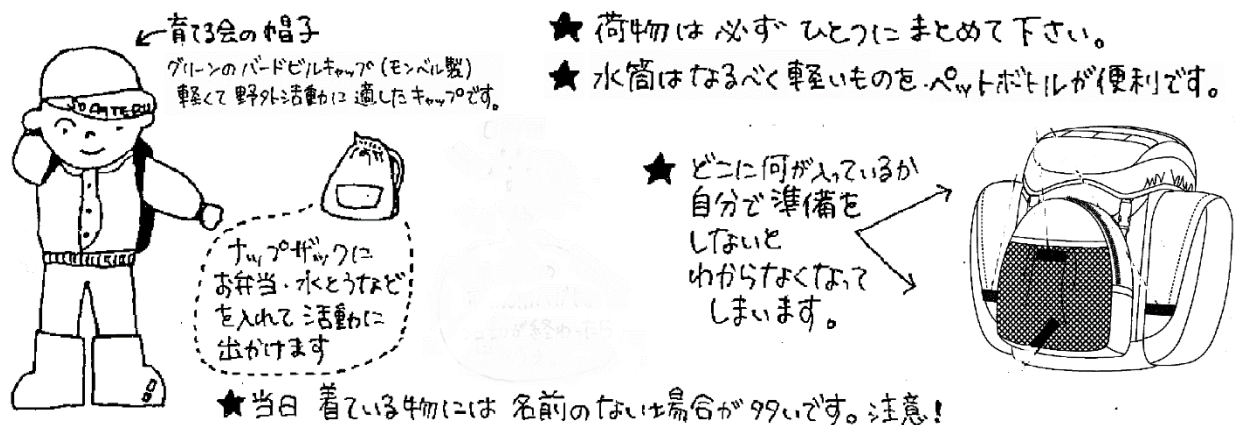 育てる会の帽子
グリーンのバードビルキャップ(モンベル製)
軽くて野外活動に適したキャップです。
SODATERU
ナップザックに
お弁当・水とうなど
を入れて活動に
出かけます
★荷物は必ずひとつにまとめて下さい。
★水筒はなるべく軽いものを.ペットボトルが便利です。
★どこに何が入っているか
自分で準備を
しないと
わからなくなって
しまいます。
★当日 着ている物には 名前のない場合が多いです。注意!